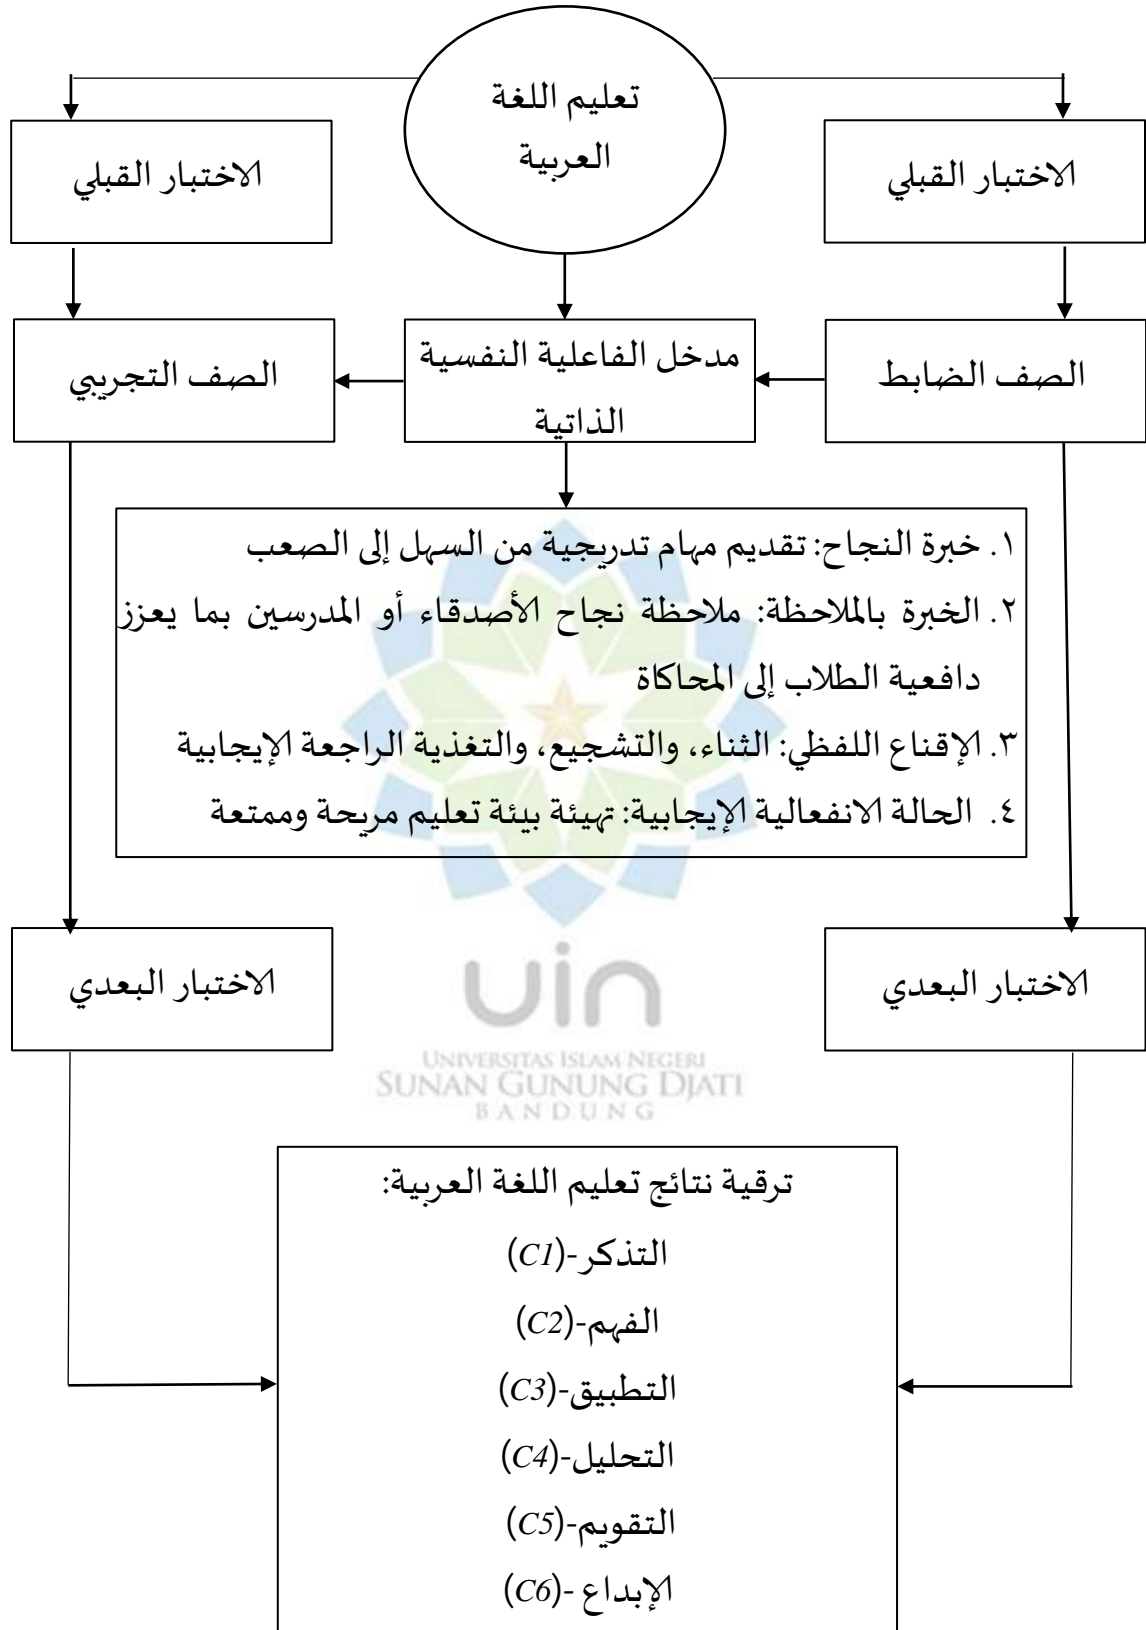 تعليم اللغة
العربية
الاختبار القبلي
الاختبار القبلي
الصف الضابط
مدخل الفاعلية النفسية
الذاتية
الصف التجريبي
١. خبرة النجاح: تقديم مهام تدريجية من السهل إلى الصعب
٢. الخبرة بالملاحظة: ملاحظة نجاح الأصدقاء أو المدرسين بما يعزز
دافعية الطلاب إلى المحاكاة
٣. الإقناع اللفظي: الثناء، والتشجيع، والتغذية الراجعة الإيجابية
٤. الحالة الانفعالية الإيجابية: تهيئة بيئة تعليم مريحة وممتعة
الاختبار البعدي
الاختبار البعدي
uin
UNIVERSITAS ISLAM NEGERI
SUNAN GUNUNG DJATI
BANDUNG
ترقية نتائج تعليم اللغة العربية:
التذكر-(C1)
الفهم-(C2)
التطبيق-(C3)
التحليل-(C4)
التقويم-(C5)
الإبداع -(C6)